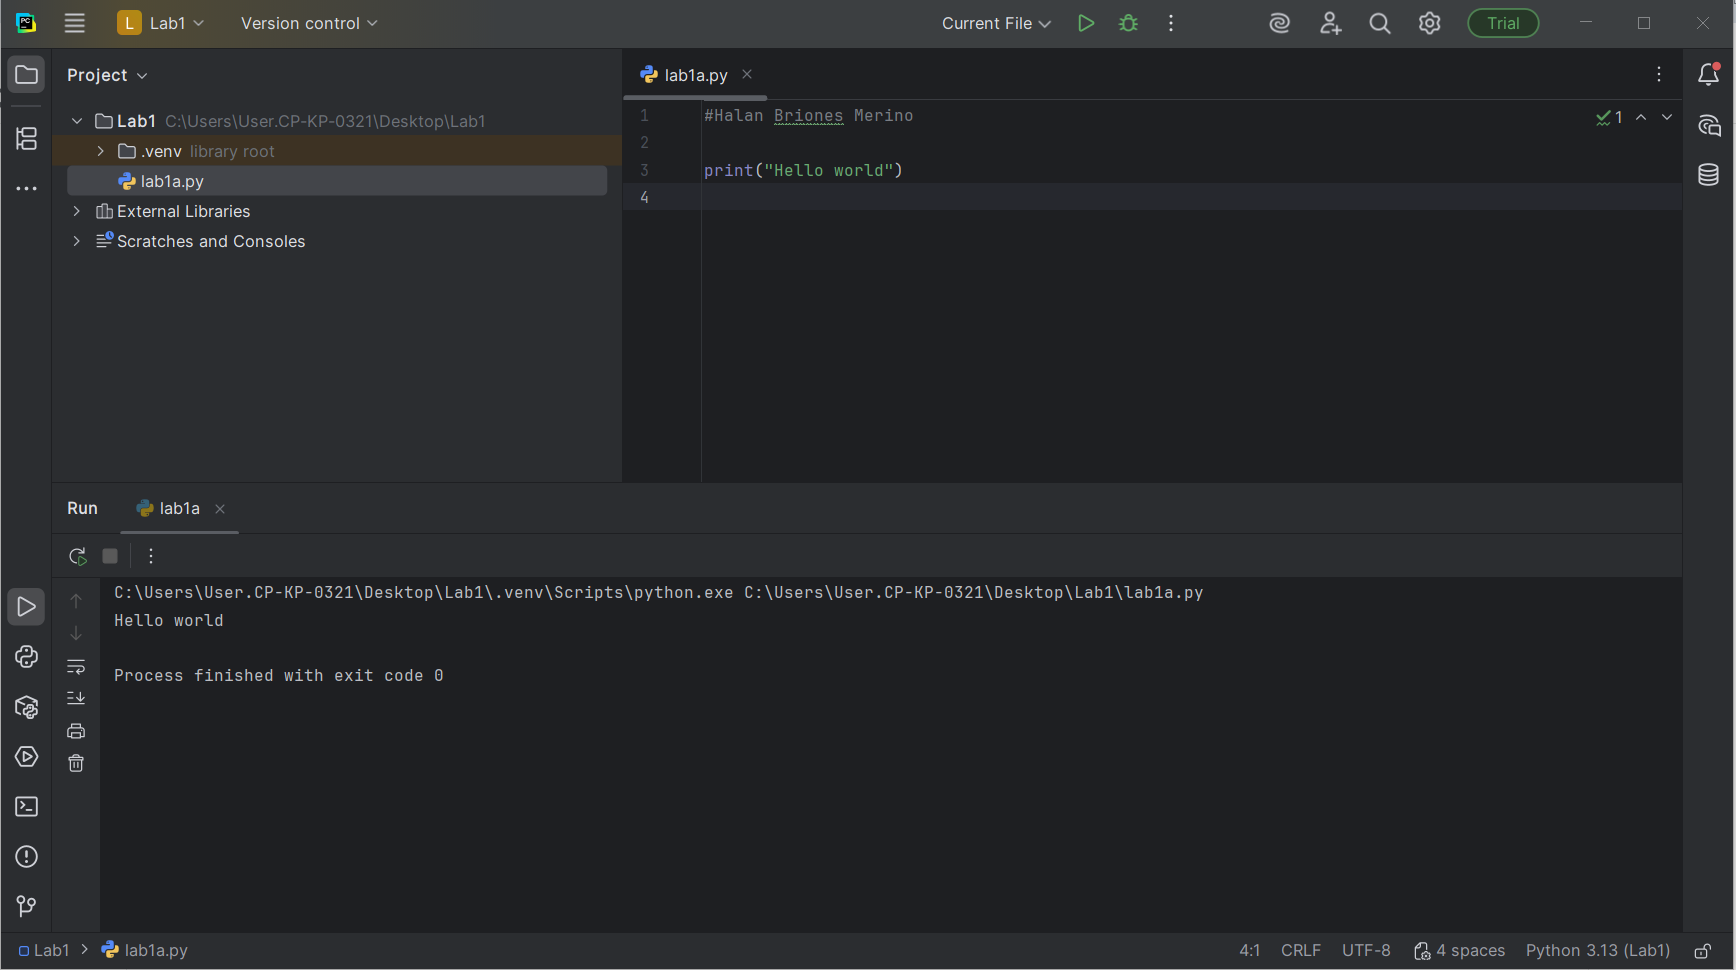 PC
L Lab1
Version control
Current File
Trial
Project
lab1a.py
Lab1 C:\Users\User.CP-KP-0321\Desktop\Lab1
.venv library root
lab1a.py
External Libraries
Scratches and Consoles
1 #Halan Briones Merino
1
2
3 print("Hello world")
4
Run
lab1a
C:\Users\User.CP-KP-0321\Desktop\Lab1\.venv\Scripts\python.exe C:\Users\User.CP-KP-0321\Desktop\Lab1\lab1a.py
Hello world
Process finished with exit code 0
Lab1 > lab1a.py
4:1 CRLF UTF-8 4 spaces Python 3.13 (Lab1)